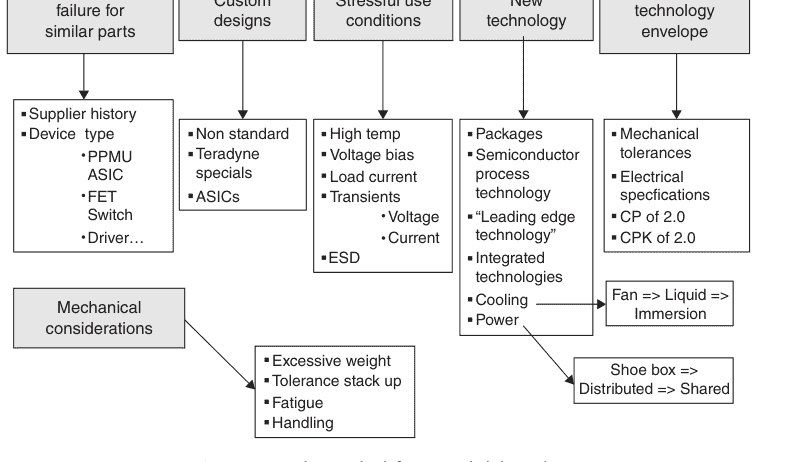 failure for
similar parts
Custom
designs
Stressful use
conditions
New
technology
technology
envelope
▪Supplier history
▪Device type
•PPMU
ASIC
•FET
Switch
•Driver…
▪Non standard
▪Teradyne
specials
▪ASICs
▪High temp
▪Voltage bias
▪Load current
▪Transients
•Voltage
•Current
▪ESD
▪Packages
▪Semiconductor
process
technology
▪“Leading edge
technology”
▪Integrated
technologies
▪Cooling
▪Power
▪Mechanical
tolerances
▪Electrical
specfications
▪CP of 2.0
▪CPK of 2.0
Fan => Liquid =>
Immersion
Shoe box =>
Distributed => Shared
Mechanical
considerations
▪Excessive weight
▪Tolerance stack up
▪Fatigue
▪Handling